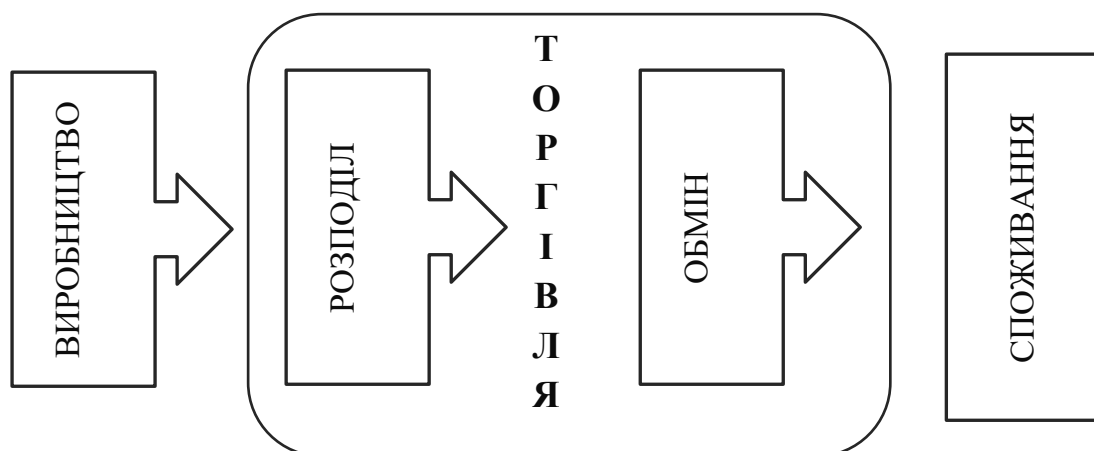 ВИРОБНИЦТВО
РОЗПОДІЛ
ТОРГІВЛЯ
ОБМІН
СПОЖИВАННЯ